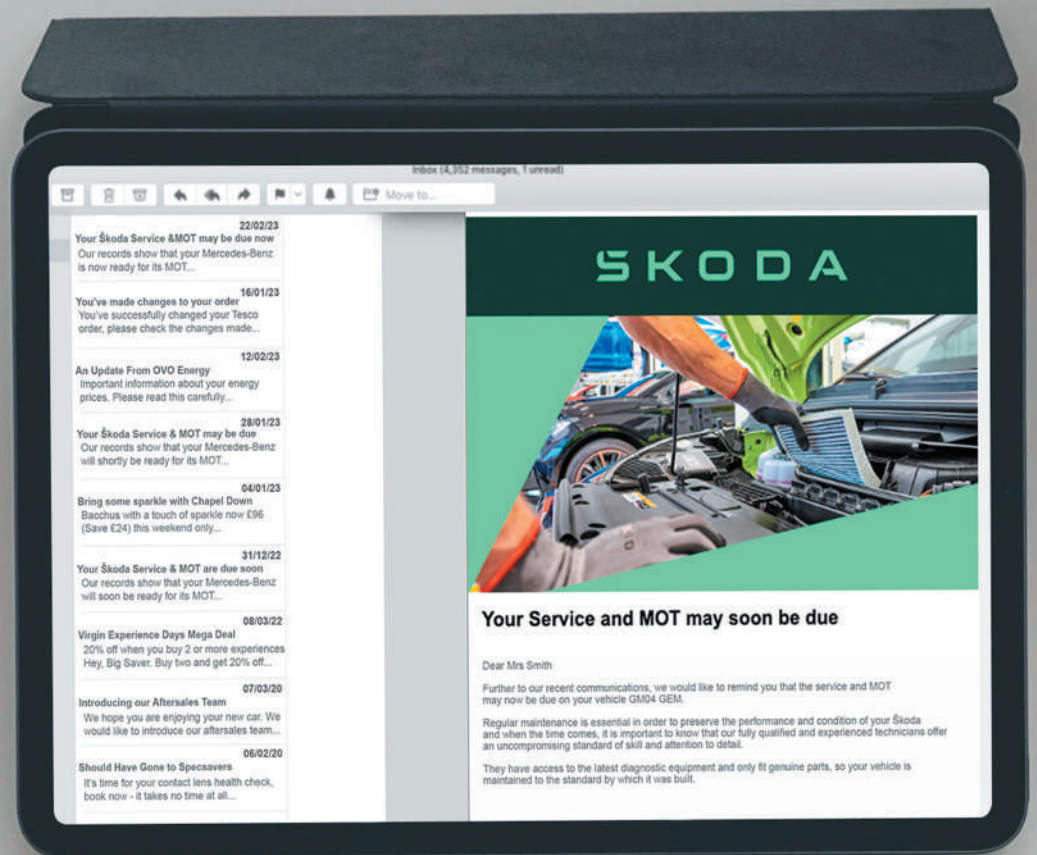 Inbox (4,352 messages, 1 unread)
Move to...
22/02/23
Your Škoda Service &MOT may be due now
Our records show that your Mercedes-Benz
is now ready for its MOT...
16/01/23
You've made changes to your order
You've successfully changed your Tesco
order, please check the changes made...
12/02/23
An Update From OVO Energy
Important information about your energy
prices. Please read this carefully...
28/01/23
Your Škoda Service & MOT may be due
Our records show that your Mercedes-Benz
will shortly be ready for its MOT...
04/01/23
Bring some sparkle with Chapel Down
Bacchus with a touch of sparkle now £96
(Save £24) this weekend only...
31/12/22
Your Škoda Service & MOT are due soon
Our records show that your Mercedes-Benz
will soon be ready for its MOT...
08/03/22
Virgin Experience Days Mega Deal
20% off when you buy 2 or more experiences
Hey, Big Saver. Buy two and get 20% off...
07/03/20
Introducing our Aftersales Team
We hope you are enjoying your new car. We
would like to introduce our aftersales team...
06/02/20
Should Have Gone to Specsavers
It's time for your contact lens health check,
book now - it takes no time at all...
SKODA
Your Service and MOT may soon be due
Dear Mrs Smith
Further to our recent communications, we would like to remind you that the service and MOT
may now be due on your vehicle GM04 GEM.
Regular maintenance is essential in order to preserve the performance and condition of your Škoda
and when the time comes, it is important to know that our fully qualified and experienced technicians offer
an uncompromising standard of skill and attention to detail.
They have access to the latest diagnostic equipment and only fit genuine parts, so your vehicle is
maintained to the standard by which it was built.